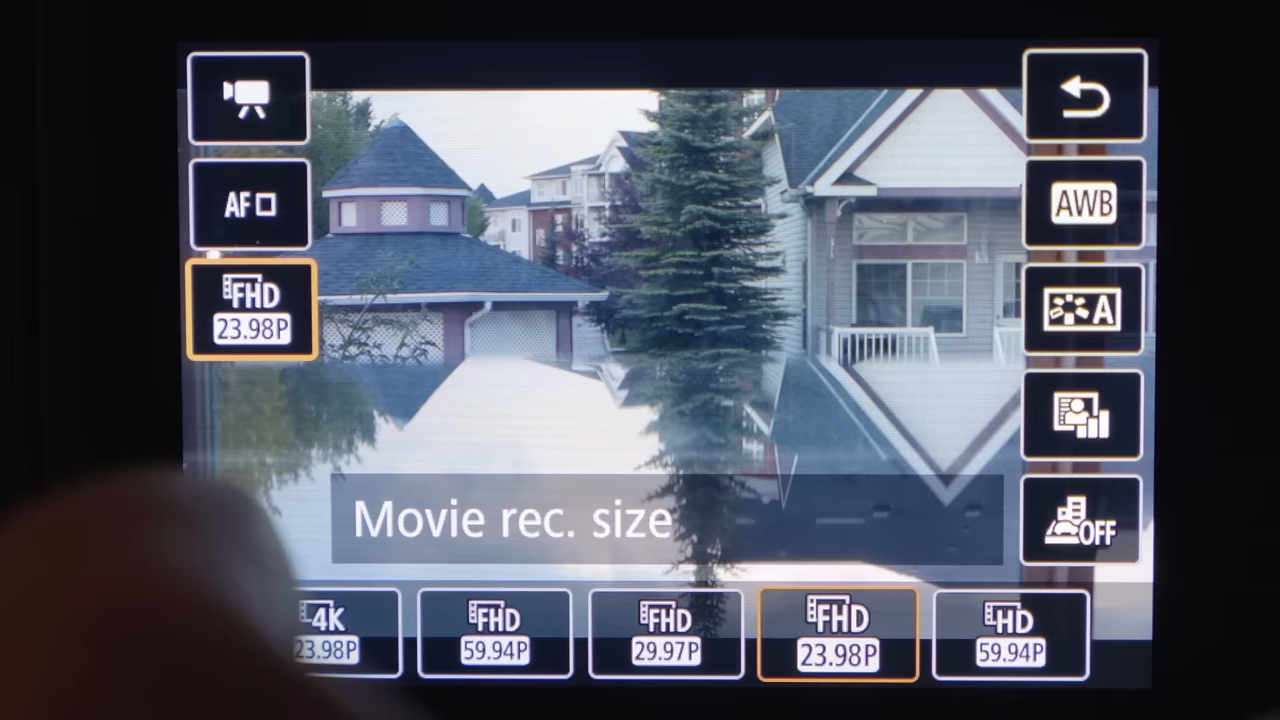 AF
FHD
23.98P
AWB
A
OFF
Movie rec. size
4K
23.98P
FHD
59.94P
FHD
29.97P
FHD
23.98P
HD
59.94P